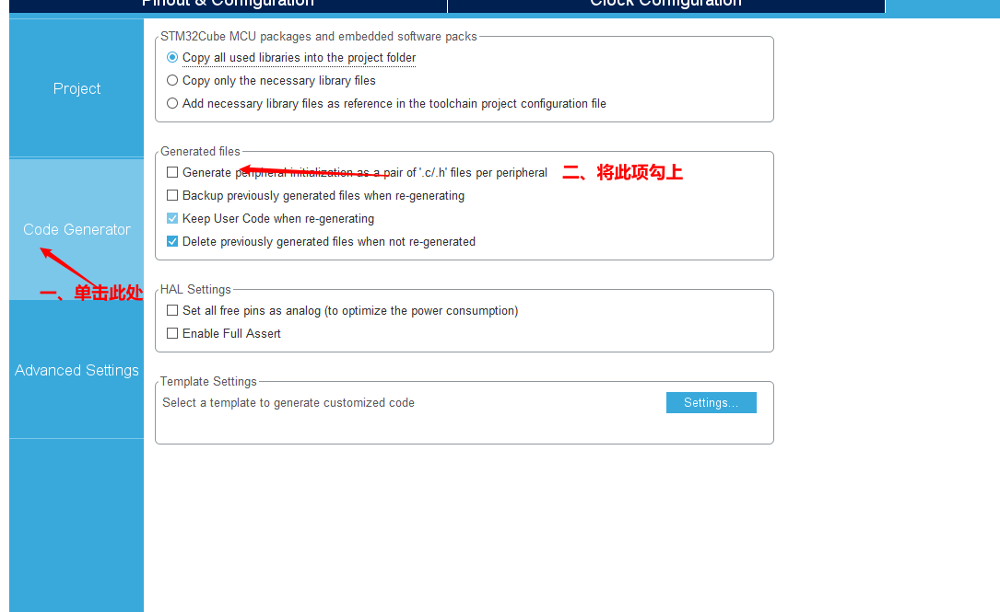 Pinout & Configuration
Clock Configuration
Project
Code Generator
一、单击此处
Advanced Settings
STM32Cube MCU packages and embedded software packs
Copy all used libraries into the project folder
Copy only the necessary library files
Add necessary library files as reference in the toolchain project configuration file
Generated files
Generate peripheral initialization as a pair of '.c/.h' files per peripheral
二、将此项勾上
Backup previously generated files when re-generating
Keep User Code when re-generating
Delete previously generated files when not re-generated
HAL Settings
Set all free pins as analog (to optimize the power consumption)
Enable Full Assert
Template Settings
Select a template to generate customized code
Settings...